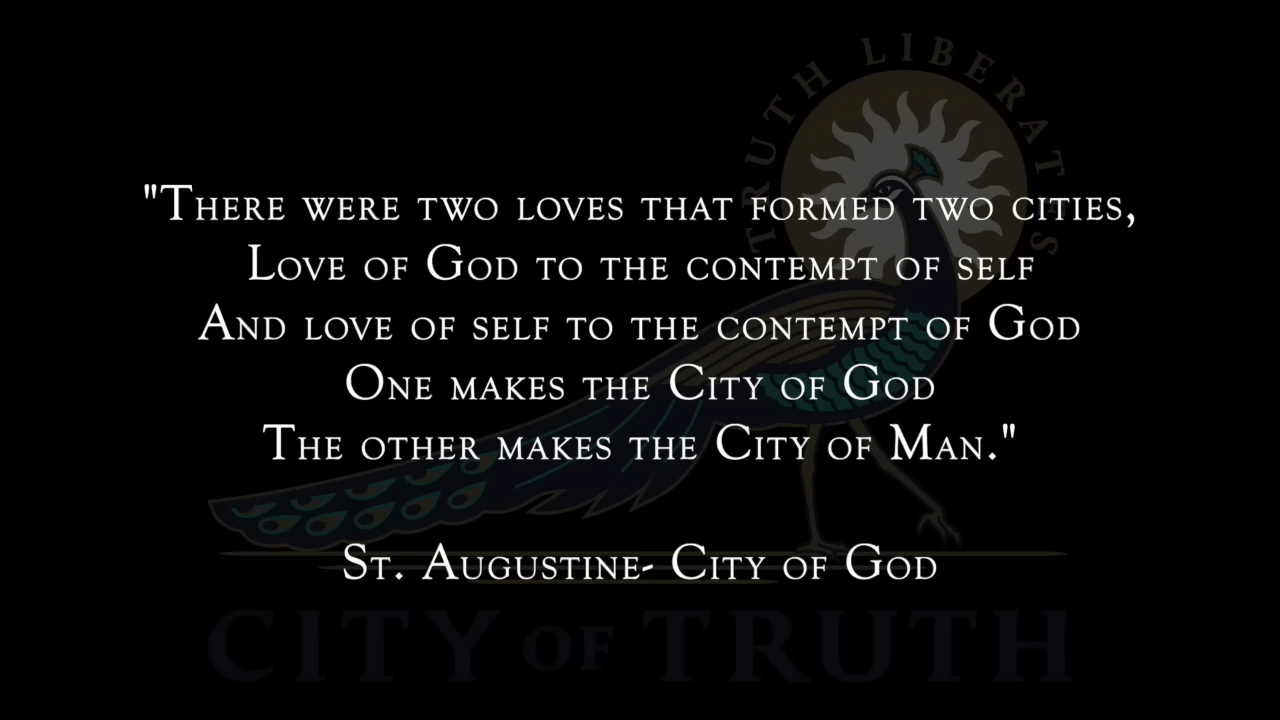 TRUTH LIBERATES
"There were two loves that formed two cities,
Love of God to the contempt of self
And love of self to the contempt of God
One makes the City of God
The other makes the City of Man."
St. Augustine- City of God
CITY OF TRUTH